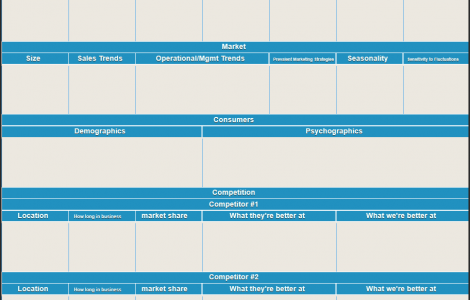 Market
Size Sales Trends Operational/Mgmt Trends Prevalent Marketing Strategies Seasonality Sensitivity to Fluctuations
Consumers
Demographics Psychographics
Competition
Competitor #1
Location How long in business market share What they're better at What we're better at
Competitor #2
Location How long in business market share What they're better at What we're better at